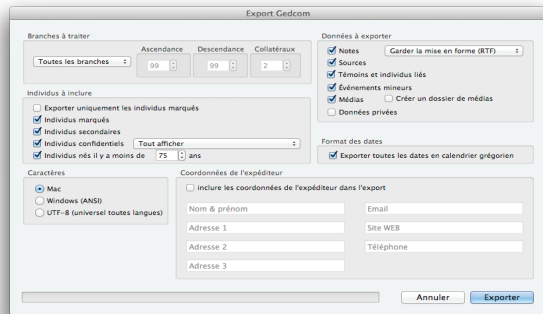 Export Gedcom
Branches à traiter
Ascendance Descendance Collatéraux
Toutes les branches 99 99 2
Individus à inclure
Exporter uniquement les individus marqués
Individus marqués
Individus secondaires
Individus confidentiels Tout afficher
Individus nés il y a moins de 75 ans
Données à exporter
Notes Garder la mise en forme (RTF)
Sources
Témoins et individus liés
Événements mineurs
Médias Créer un dossier de médias
Données privées
Format des dates
Exporter toutes les dates en calendrier grégorien
Caractères
Mac
Windows (ANSI)
UTF-8 (universel toutes langues)
Coordonnées de l'expéditeur
inclure les coordonnées de l'expéditeur dans l'export
Nom & prénom Email
Adresse 1 Site WEB
Adresse 2 Téléphone
Adresse 3
Annuler Exporter